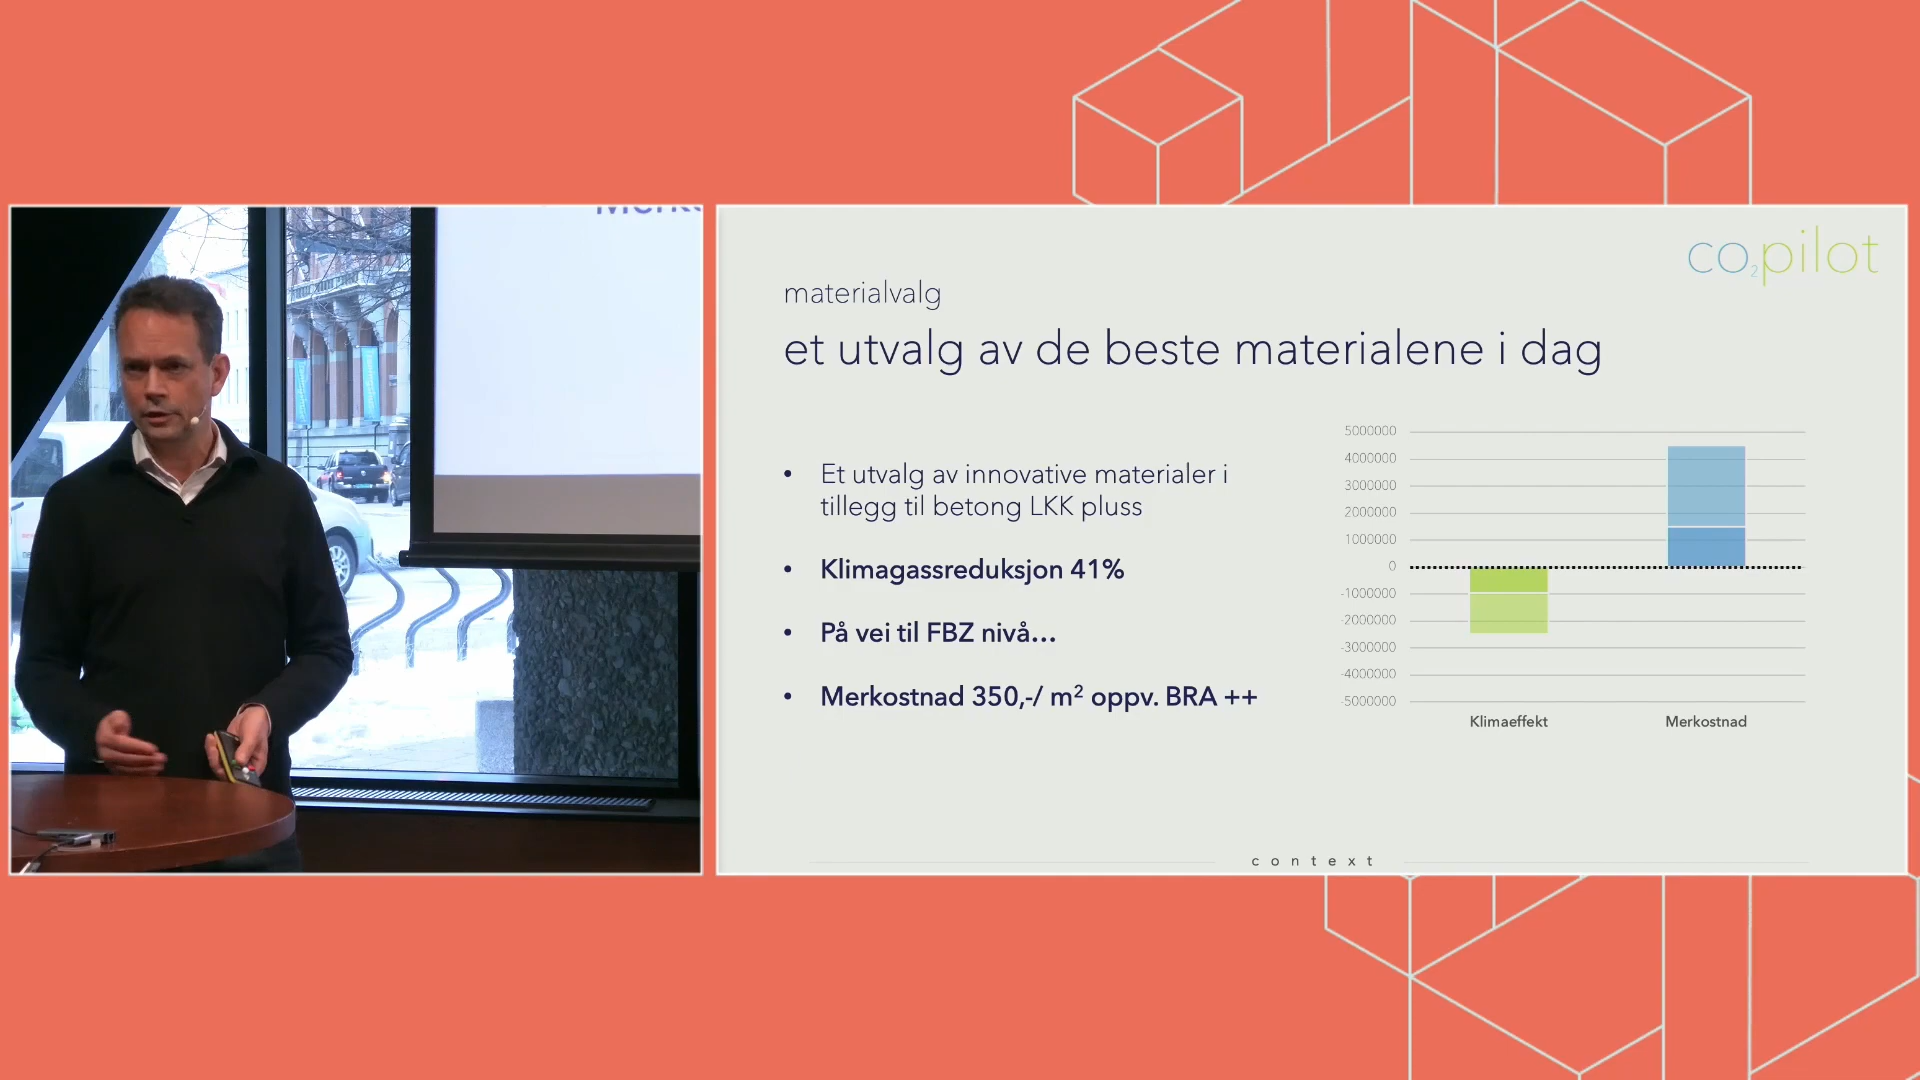 co₂pilot
materialvalg
et utvalg av de beste materialene i dag
• Et utvalg av innovative materialer i
tillegg til betong LKK pluss
• Klimagassreduksjon 41%
• På vei til FBZ nivå...
• Merkostnad 350,-/ m² oppv. BRA ++
5000000
4000000
3000000
2000000
1000000
0
-1000000
-2000000
-3000000
-4000000
-5000000
Klimaeffekt Merkostnad
context